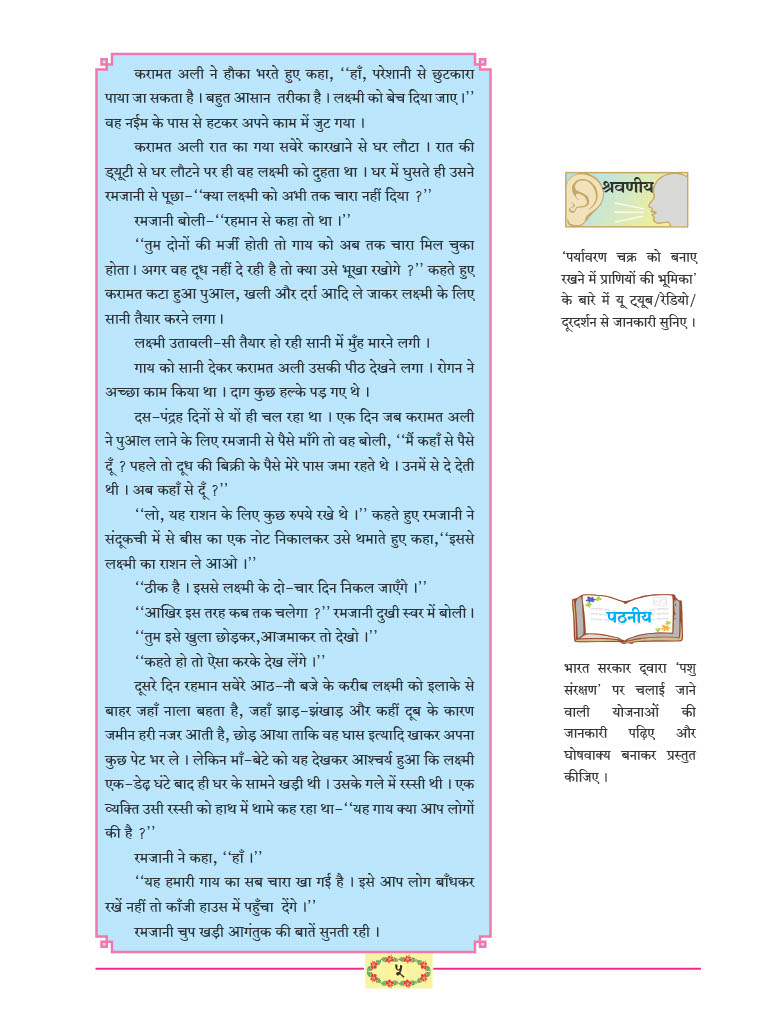 करामत अली ने हौका भरते हुए कहा, ‘‘हाँ, परेशानी से छुटकारा
पाया जा सकता है । बहुत आसान तरीका है । लक्ष्मी को बेच दिया जाए ।’’
वह नईम के पास से हटकर अपने काम में जुट गया ।
करामत अली रात का गया सवेरे कारखाने से घर लौटा । रात की
ड्यूटी से घर लौटने पर ही वह लक्ष्मी को दुहता था । घर में घुसते ही उसने
रमजानी से पूछा-‘‘क्या लक्ष्मी को अभी तक चारा नहीं दिया ?’’
रमजानी बोली-‘‘रहमान से कहा तो था ।’’
‘‘तुम दोनों की मर्जी होती तो गाय को अब तक चारा मिल चुका
होता । अगर वह दूध नहीं दे रही है तो क्या उसे भूखा रखोगे ?’’ कहते हुए
करामत कटा हुआ पुआल, खली और दर्रा आदि ले जाकर लक्ष्मी के लिए
सानी तैयार करने लगा ।
लक्ष्मी उतावली-सी तैयार हो रही सानी में मुँह मारने लगी ।
गाय को सानी देकर करामत अली उसकी पीठ देखने लगा । रोगन ने
अच्छा काम किया था । दाग कुछ हल्के पड़ गए थे ।
दस-पंद्रह दिनों से यों ही चल रहा था । एक दिन जब करामत अली
ने पुआल लाने के लिए रमजानी से पैसे माँगे तो वह बोली, ‘‘मैं कहाँ से पैसे
दूँ ? पहले तो दूध की बिक्री के पैसे मेरे पास जमा रहते थे । उनमें से दे देती
थी । अब कहाँ से दूँ ?’’
‘‘लो, यह राशन के लिए कुछ रुपये रखे थे ।’’ कहते हुए रमजानी ने
संदूकची में से बीस का एक नोट निकालकर उसे थमाते हुए कहा,‘‘इससे
लक्ष्मी का राशन ले आओ ।’’
‘‘ठीक है । इससे लक्ष्मी के दो-चार दिन निकल जाएँगे ।’’
‘‘आखिर इस तरह कब तक चलेगा ?’’ रमजानी दुखी स्वर में बोली ।
‘‘तुम इसे खुला छोड़कर,आजमाकर तो देखो ।’’
‘‘कहते हो तो ऐसा करके देख लेंगे ।’’
दूसरे दिन रहमान सवेरे आठ-नौ बजे के करीब लक्ष्मी को इलाके से
बाहर जहाँ नाला बहता है, जहाँ झाड़-झंखाड़ और कहीं दूब के कारण
जमीन हरी नजर आती है, छोड़ आया ताकि वह घास इत्यादि खाकर अपना
कुछ पेट भर ले । लेकिन माँ-बेटे को यह देखकर आश्चर्य हुआ कि लक्ष्मी
एक-डेढ़ घंटे बाद ही घर के सामने खड़ी थी । उसके गले में रस्सी थी । एक
व्यक्ति उसी रस्सी को हाथ में थामे कह रहा था-‘‘यह गाय क्या आप लोगों
की है ?’’
रमजानी ने कहा, ‘‘हाँ ।’’
‘‘यह हमारी गाय का सब चारा खा गई है । इसे आप लोग बाँधकर
रखें नहीं तो काँजी हाउस में पहुँचा देंगे ।’’
रमजानी चुप खड़ी आगंतुक की बातें सुनती रही ।
श्रवणीय
‘पर्यावरण चक्र को बनाए
रखने में प्राणियों की भूमिका’
के बारे में यू ट्यूब/रेडियो/
दूरदर्शन से जानकारी सुनिए ।
पठनीय
भारत सरकार द्वारा ‘पशु
संरक्षण’ पर चलाई जाने
वाली योजनाओं की
जानकारी पढ़िए और
घोषवाक्य बनाकर प्रस्तुत
कीजिए ।
५